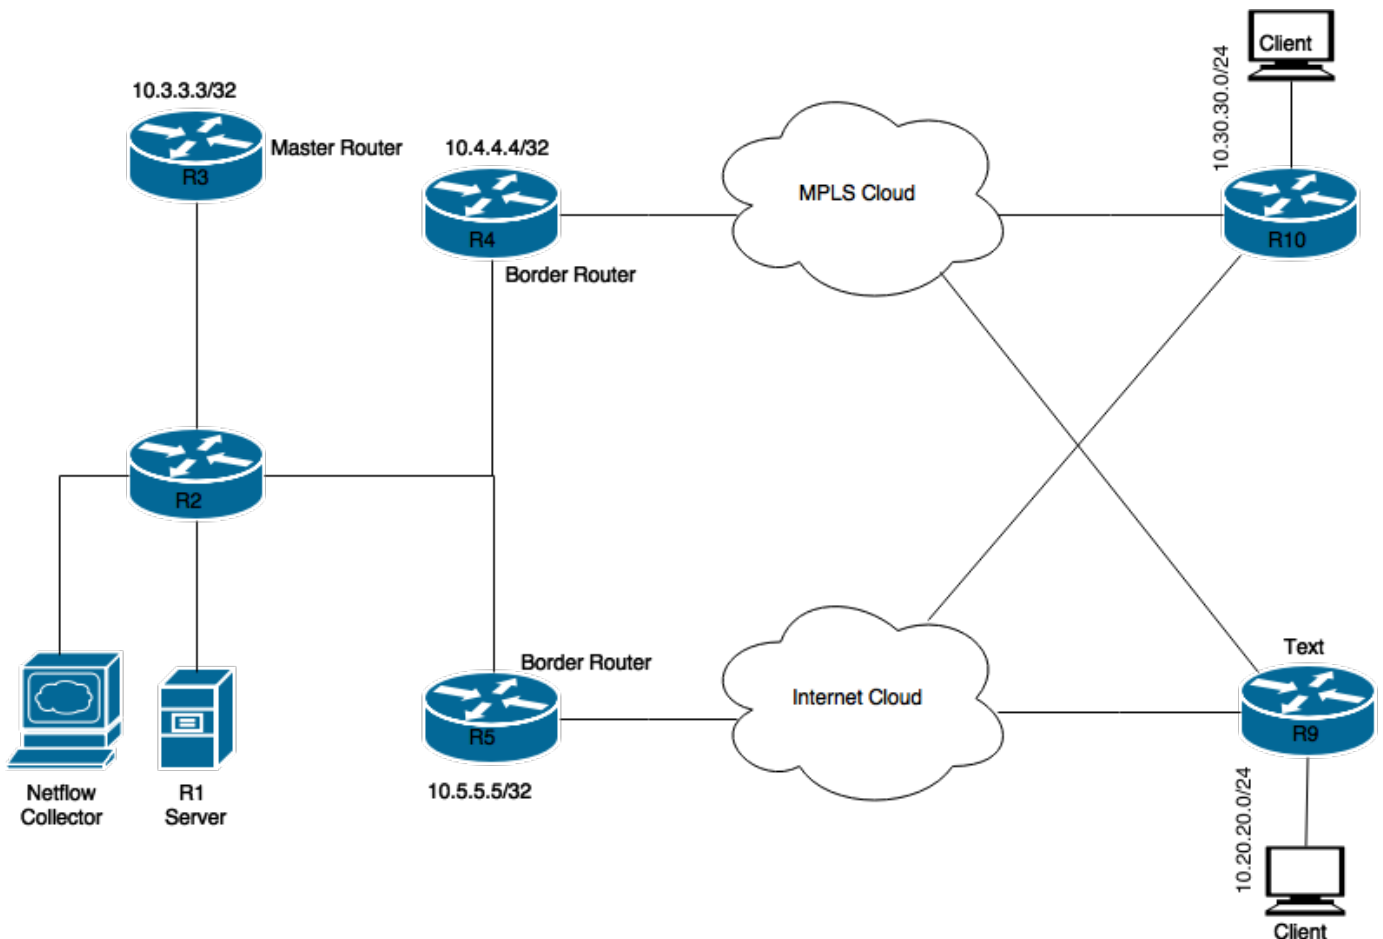 Client
10.30.30.0/24
10.3.3.3/32
Master Router
R3
10.4.4.4/32
MPLS Cloud
R4
R10
Border Router
R2
Text
Border Router
Internet Cloud
R5
R9
10.5.5.5/32
Netflow
Collector
R1
Server
10.20.20.0/24
Client